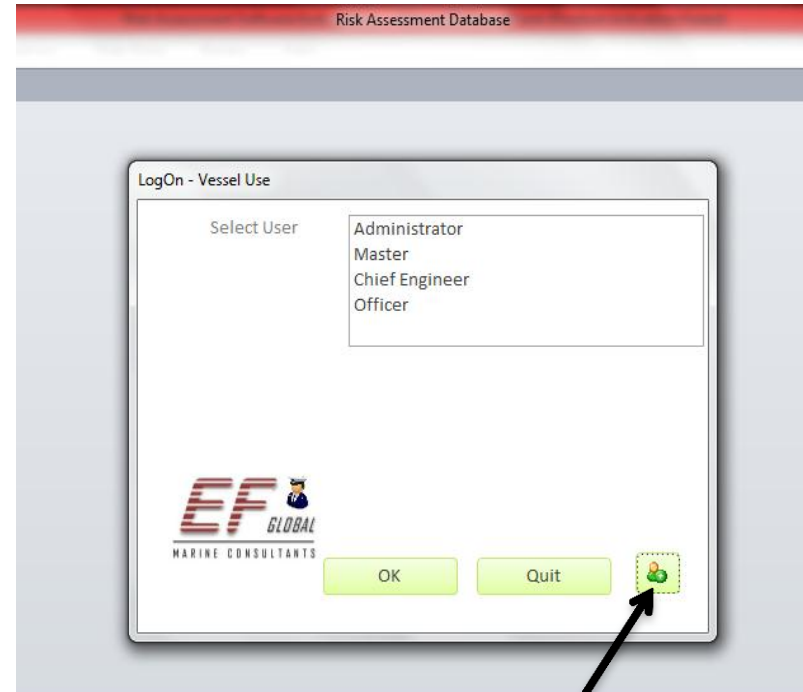 Risk Assessment Database
LogOn - Vessel Use
Select User
Administrator
Master
Chief Engineer
Officer
EF
GLOBAL
MARINE CONSULTANTS
OK
Quit